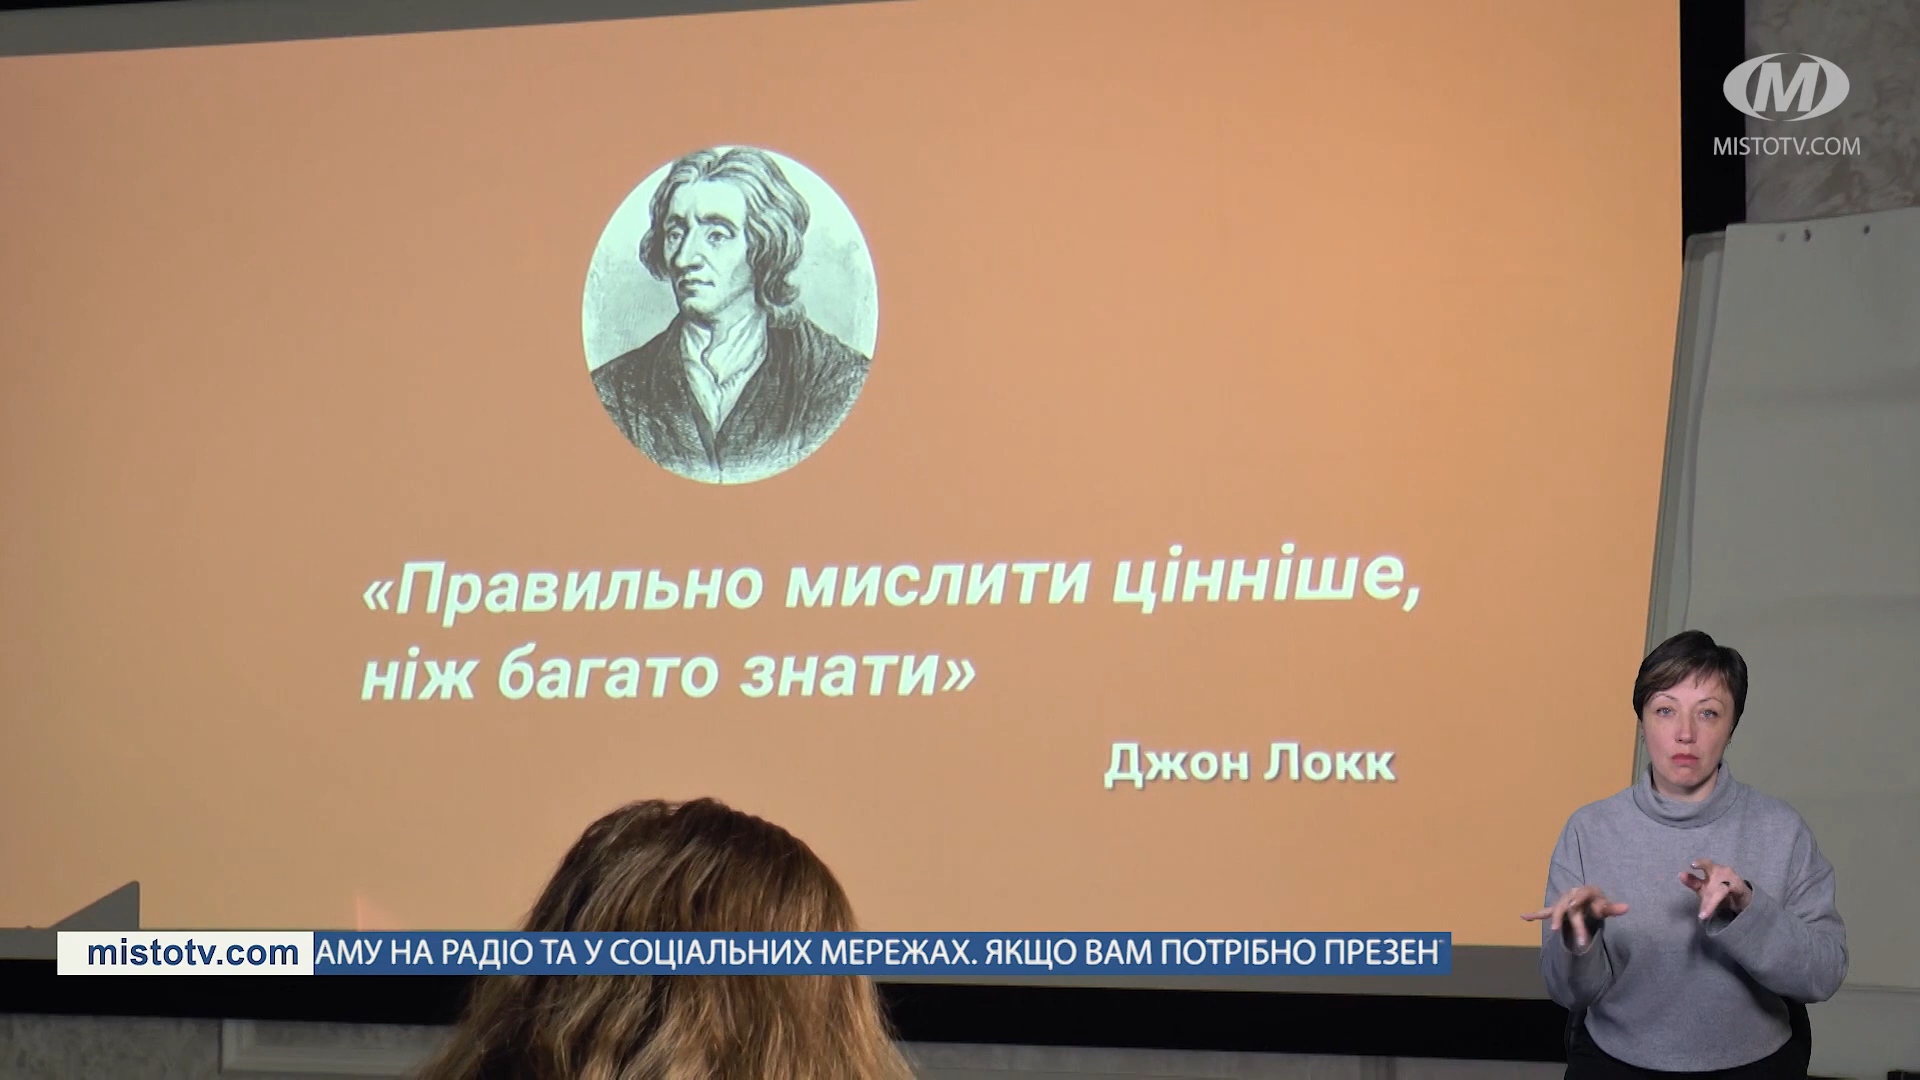 M
MISTOTV.COM
«Правильно мислити цінніше,
ніж багато знати»
Джон Локк
mistotv.com АМУ НА РАДІО ТА У СОЦІАЛЬНИХ МЕРЕЖАХ. ЯКЩО ВАМ ПОТРІБНО ПРЕЗЕН